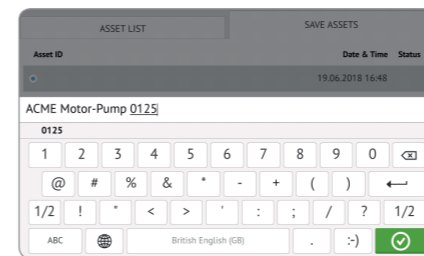 ASSET LIST SAVE ASSETS
Asset ID Date & Time Status
19.06.2018 16:48
ACME Motor-Pump 0125
0125
1 2 3 4 5 6 7 8 9 0
@ # % & * - + ( )
1/2 ! " < > ' : ; / ? 1/2
ABC British English (GB) . :-)